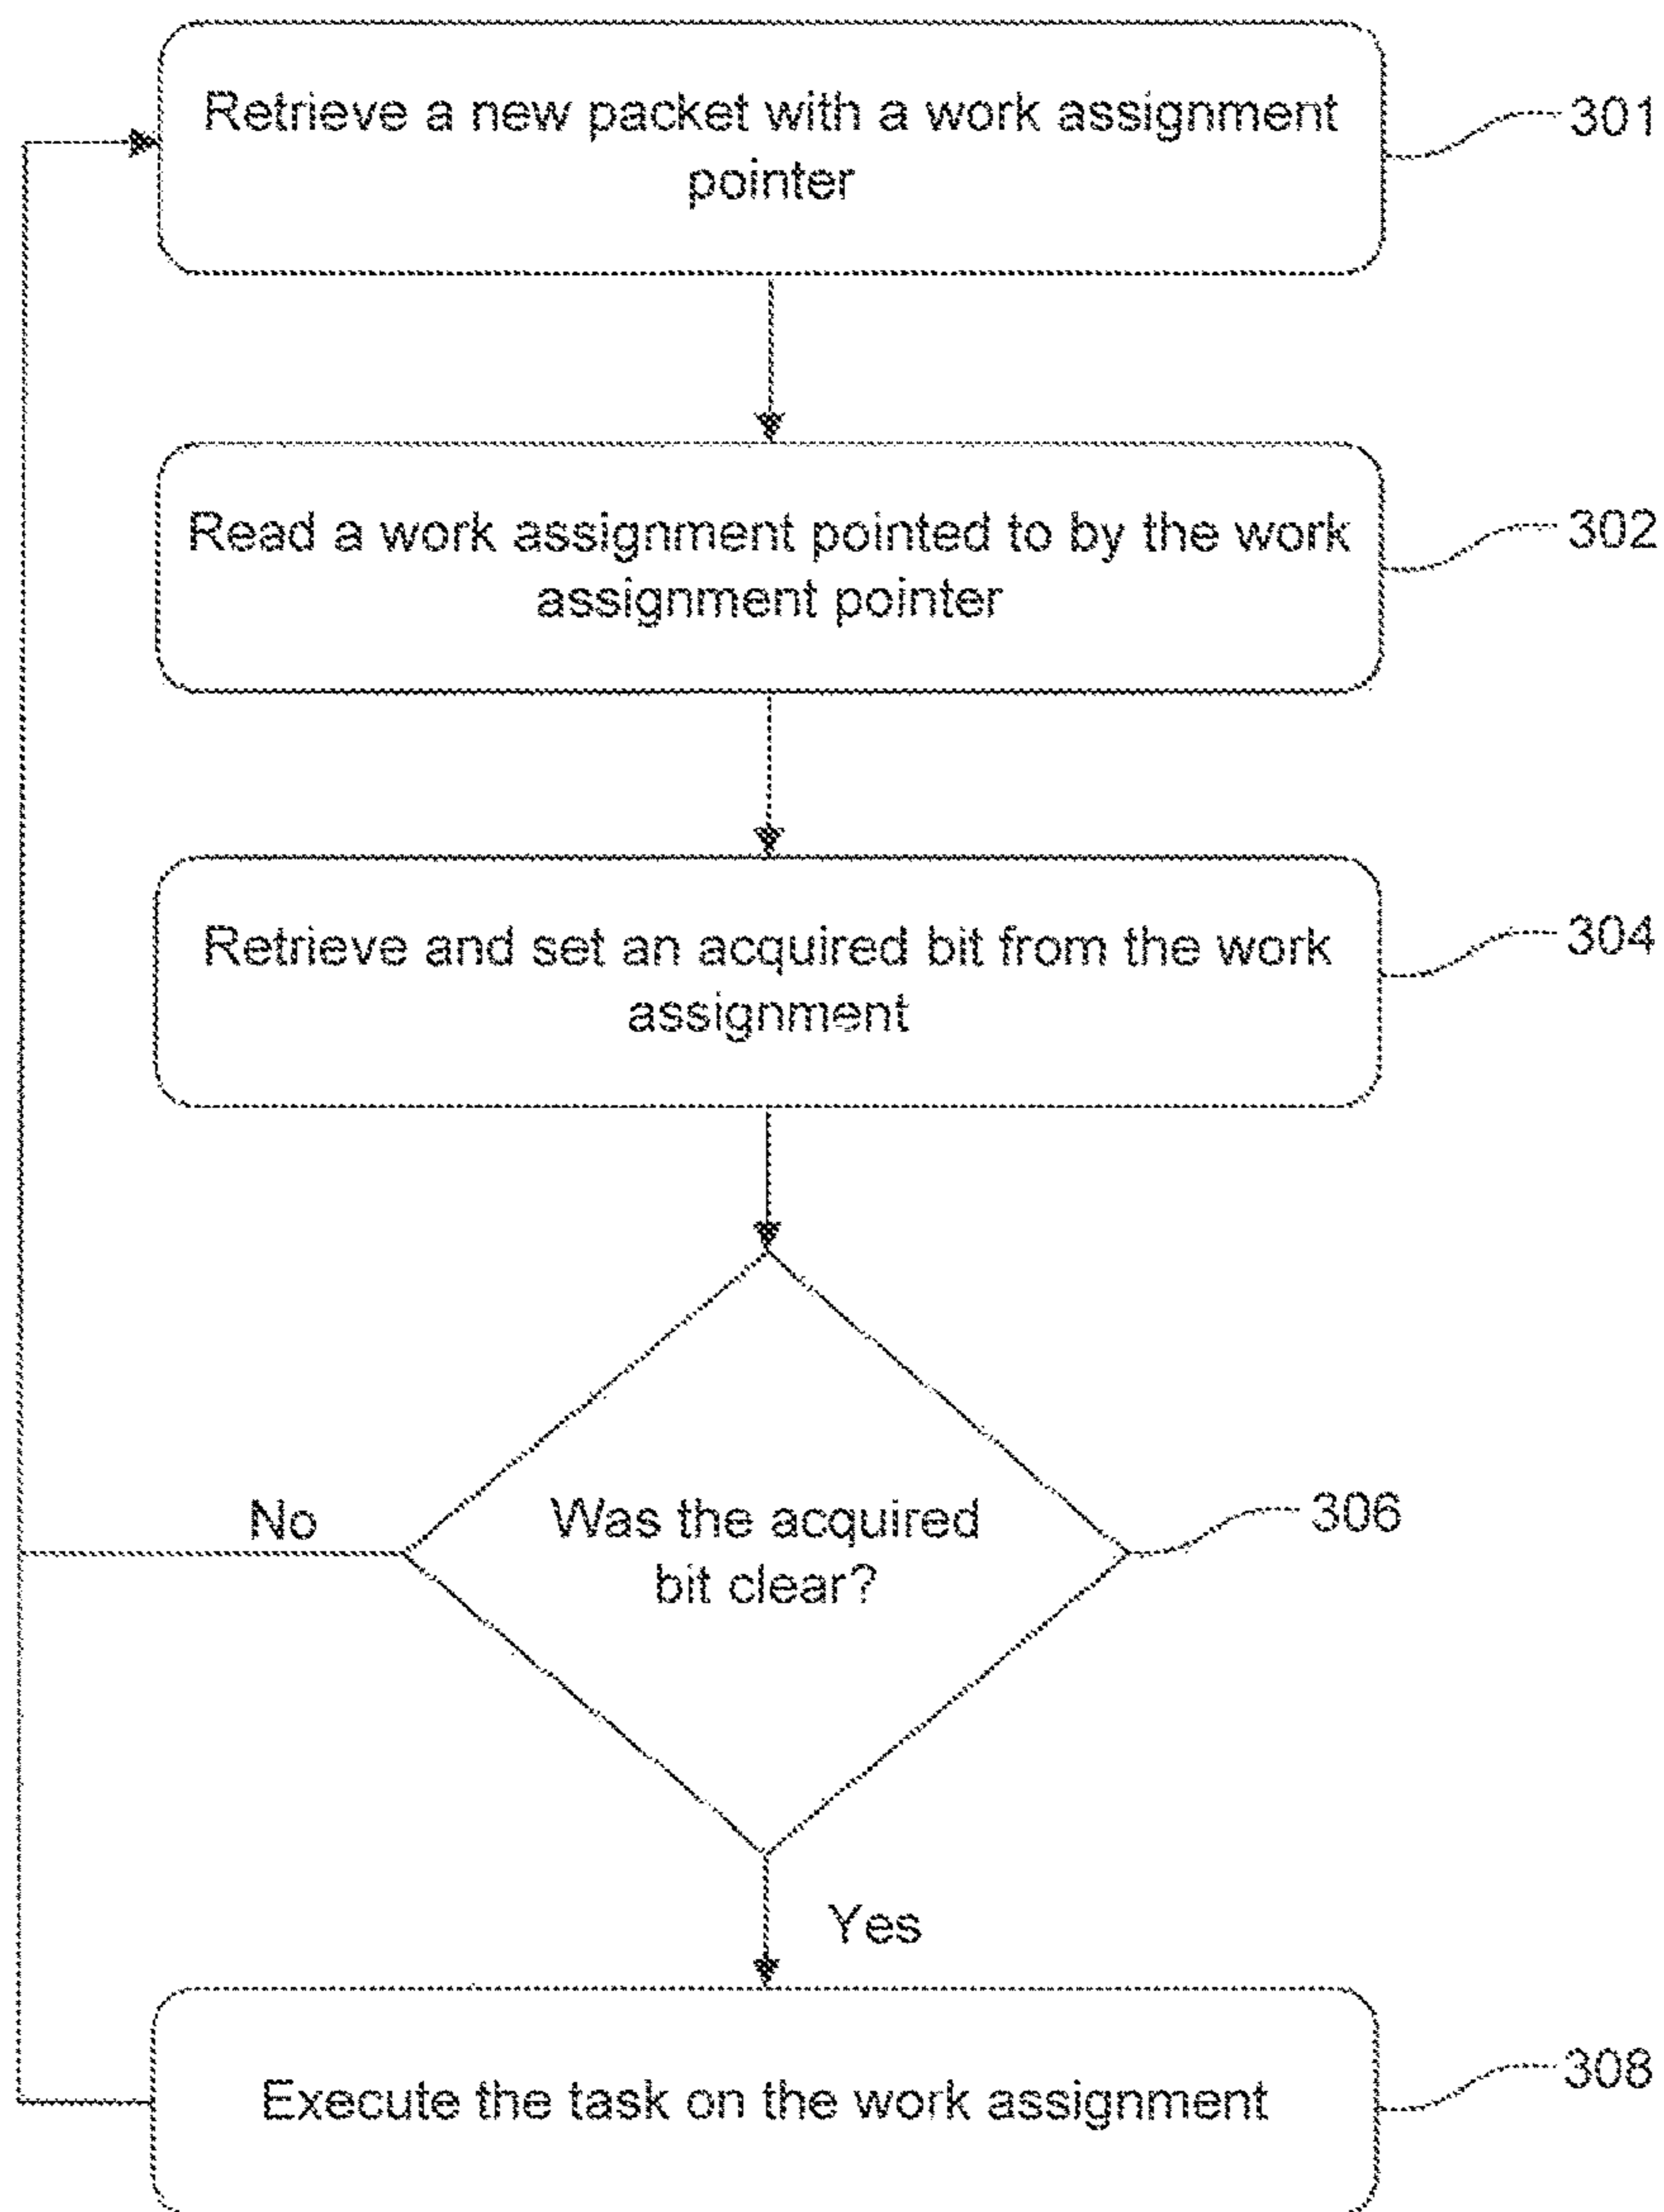 Retrieve a new packet with a work assignment
pointer
301
Read a work assignment pointed to by the work
assignment pointer
302
Retrieve and set an acquired bit from the work
assignment
304
No
Was the acquired
bit clear?
306
Yes
Execute the task on the work assignment
308